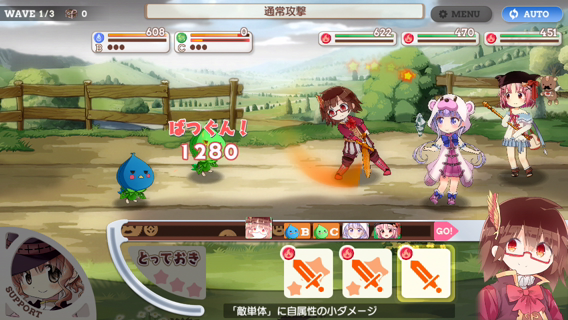 WAVE 1/3
0
通常攻撃
MENU
AUTO
608
B
0
C
622
470
451
ばつぐん!
1280
B
C
GO!
とっておき
SUPPORT
「敵単体」に自属性の小ダメージ